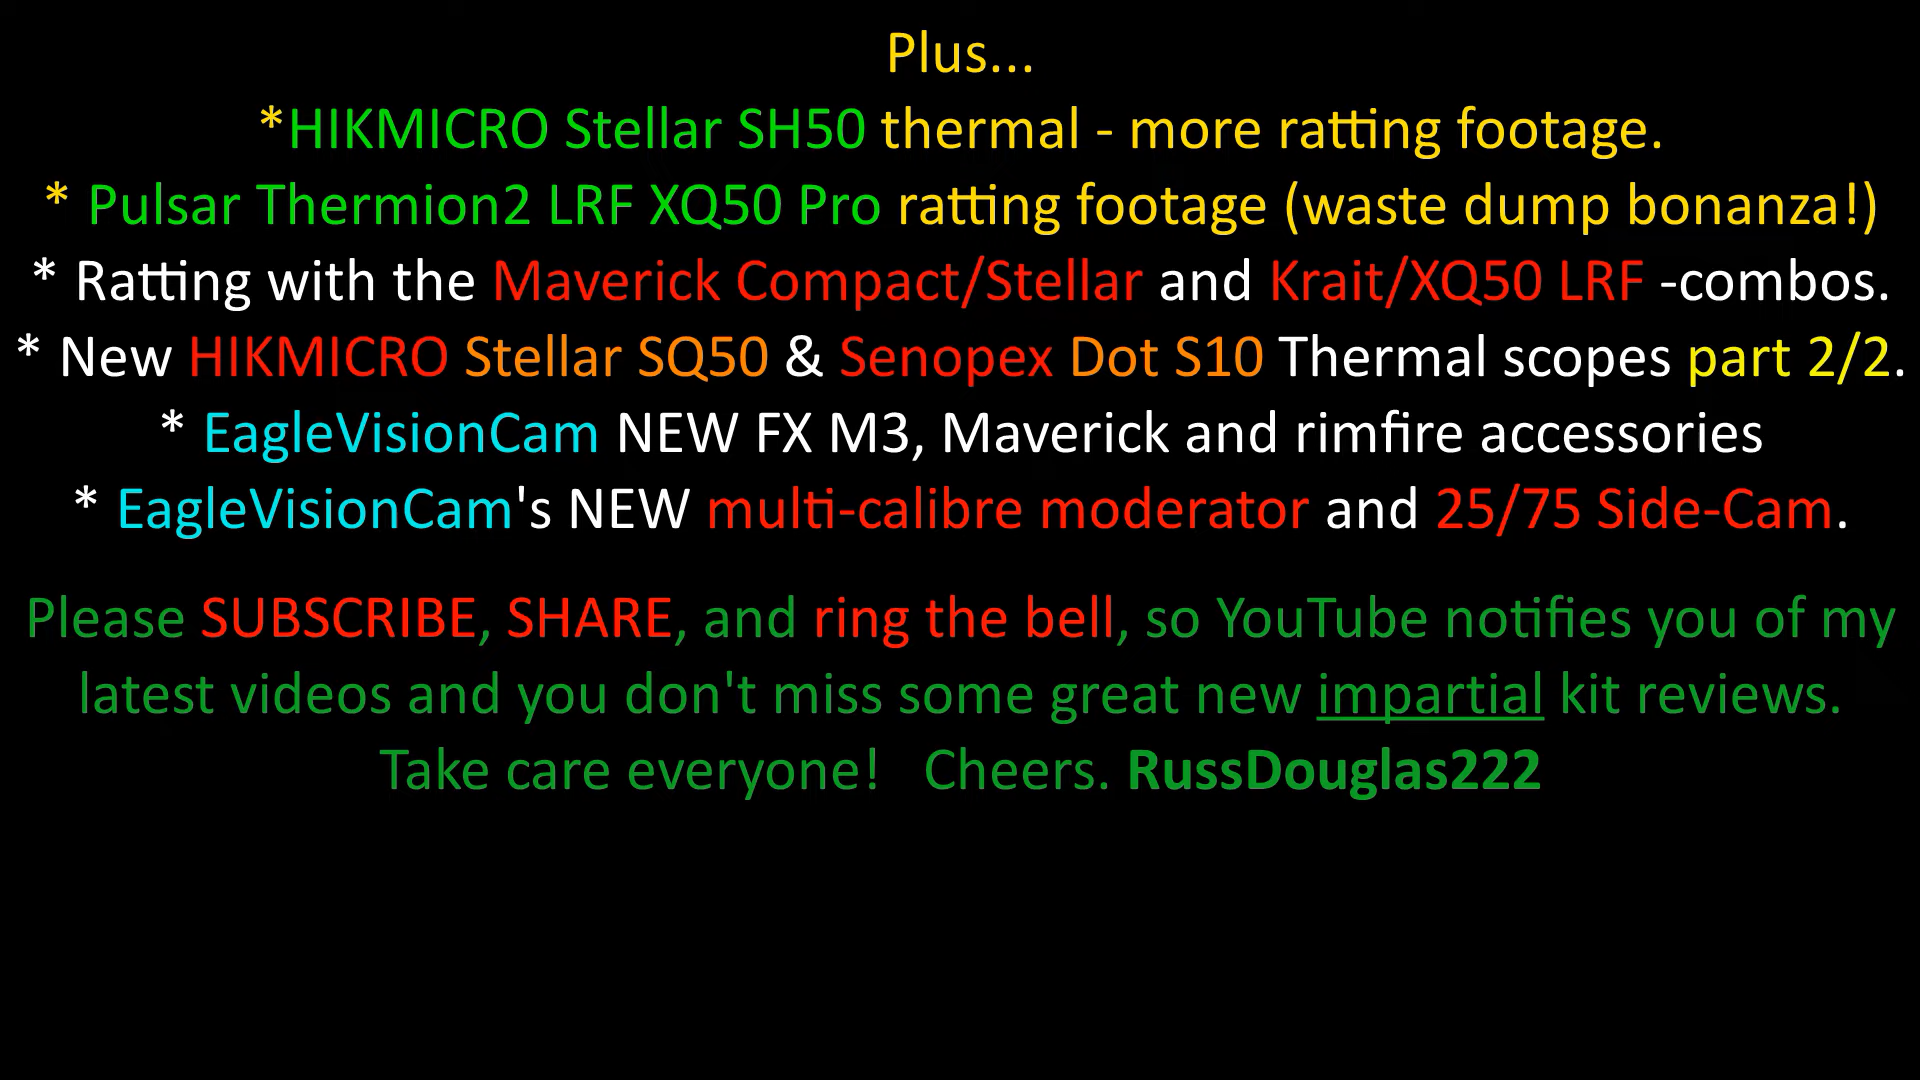 Plus...
*HIKMICRO Stellar SH50 thermal - more ratting footage.
* Pulsar Thermion2 LRF XQ50 Pro ratting footage (waste dump bonanza!)
* Ratting with the Maverick Compact/Stellar and Krait/XQ50 LRF -combos.
* New HIKMICRO Stellar SQ50 & Senopex Dot S10 Thermal scopes part 2/2.
* EagleVisionCam NEW FX M3, Maverick and rimfire accessories
* EagleVisionCam's NEW multi-calibre moderator and 25/75 Side-Cam.
Please SUBSCRIBE, SHARE, and ring the bell, so YouTube notifies you of my
latest videos and you don't miss some great new impartial kit reviews.
Take care everyone!   Cheers. RussDouglas222